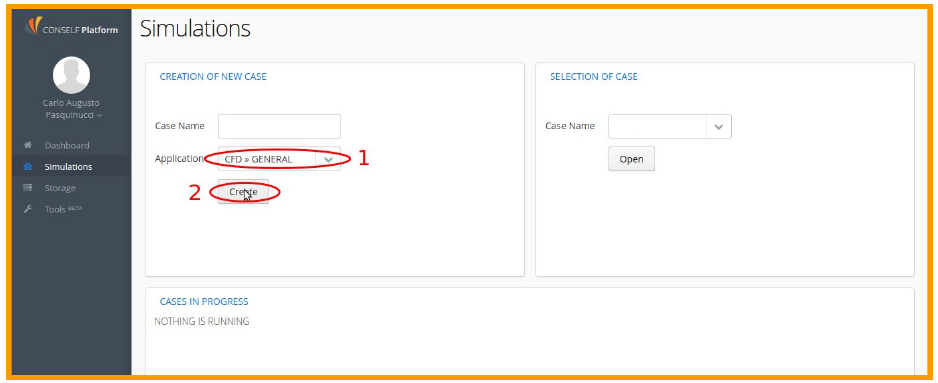 CONSELF Platform
Carlo Augusto
Pasquinucci
Dashboard
Simulations
Storage
Tools BETA
Simulations
CREATION OF NEW CASE
Case Name
Application CFD » GENERAL 1
2 Create
SELECTION OF CASE
Case Name
Open
CASES IN PROGRESS
NOTHING IS RUNNING